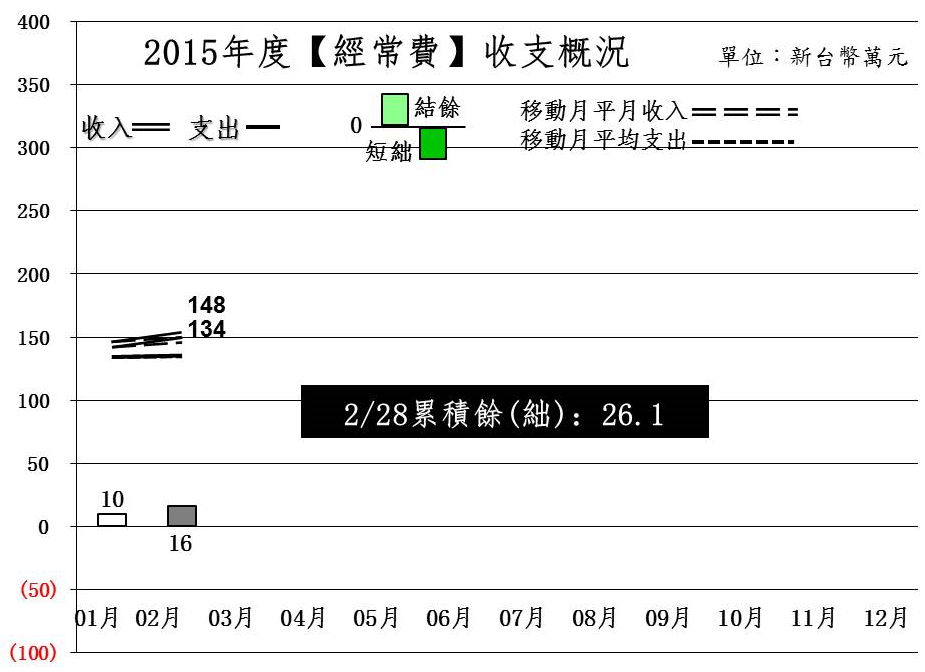 2015年度【經常費】收支概況
單位：新台幣萬元
收入
支出
0
結餘
短絀
移動月平月收入
移動月平均支出
400
350
300
250
200
150
100
50
0
(50)
(100)
148
134
2/28累積餘(絀)：26.1
10
16
01月 02月 03月 04月 05月 06月 07月 08月 09月 10月 11月 12月